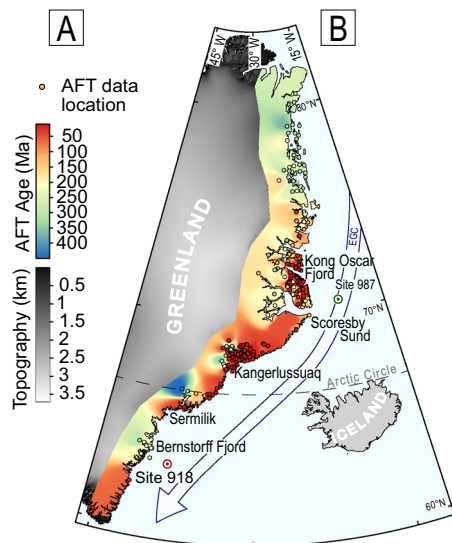 A
B
45°W
30°W
15°W
AFT data
location
80°N
AFT Age (Ma)
50
100
150
200
250
300
350
400
GREENLAND
EGC
Kong Oscar
Fjord
Site 987
70°N
Scoresby
Sund
Topography (km)
0.5
1
1.5
2
2.5
3
3.5
Kangerlussuaq
Arctic Circle
Sermilik
ICELAND
Bernstorff Fjord
Site 918
60°N